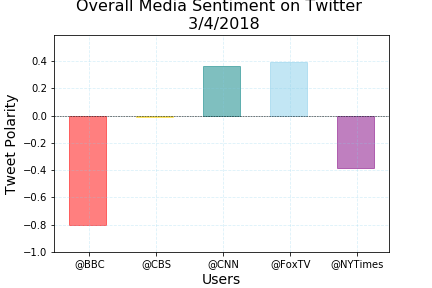 Overall Media Sentiment on Twitter
3/4/2018
Tweet Polarity
0.4
0.2
0.0
−0.2
−0.4
−0.6
−0.8
−1.0
@BBC @CBS @CNN @FoxTV @NYTimes
Users